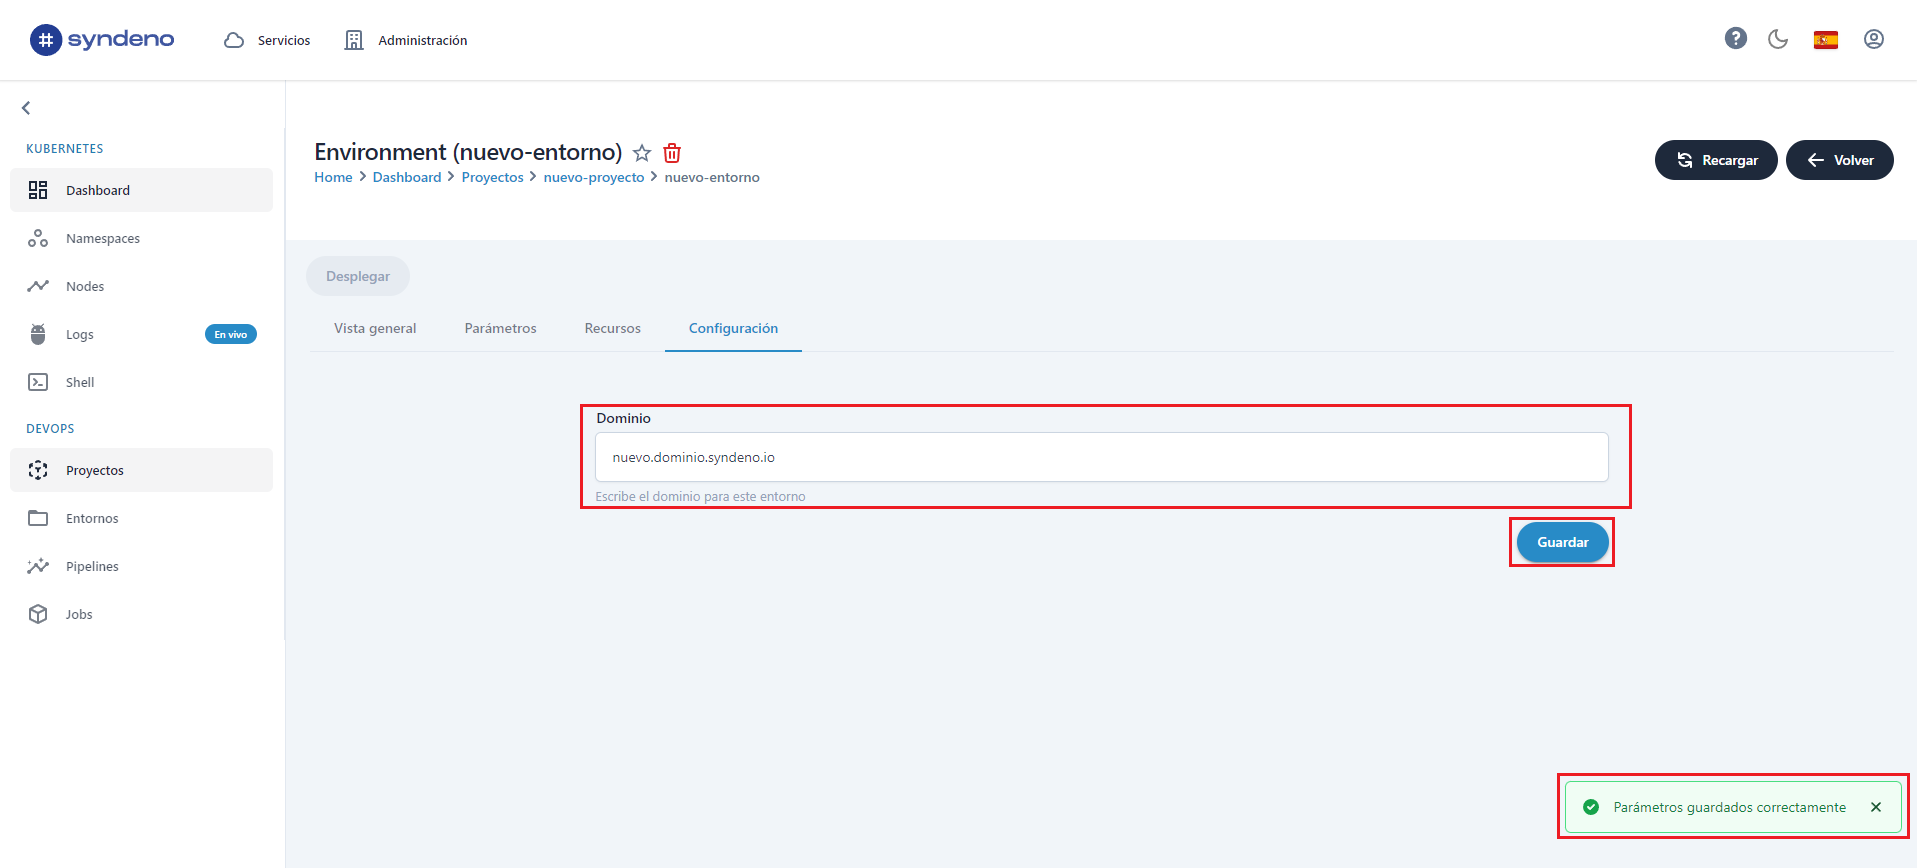 # syndeno
Servicios
Administración
?
KUBERNETES
Dashboard
Namespaces
Nodes
Logs
En vivo
Shell
DEVOPS
Proyectos
Entornos
Pipelines
Jobs
Environment (nuevo-entorno)
Home > Dashboard > Proyectos > nuevo-proyecto > nuevo-entorno
Recargar
Volver
Desplegar
Vista general
Parámetros
Recursos
Configuración
Dominio
nuevo.dominio.syndeno.io
Escribe el dominio para este entorno
Guardar
Parámetros guardados correctamente